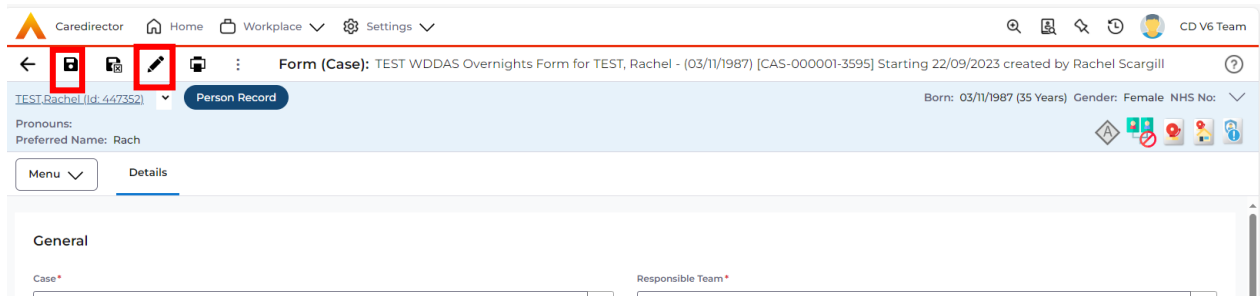 Caredirector Home Workplace Settings CD V6 Team
Form (Case): TEST WDDAS Overnights Form for TEST, Rachel - (03/11/1987) [CAS-000001-3595] Starting 22/09/2023 created by Rachel Scargill
TEST,Rachel (Id: 447352) Person Record Born: 03/11/1987 (35 Years) Gender: Female NHS No:
Pronouns:
Preferred Name: Rach
A
Menu Details
General
Case* Responsible Team*